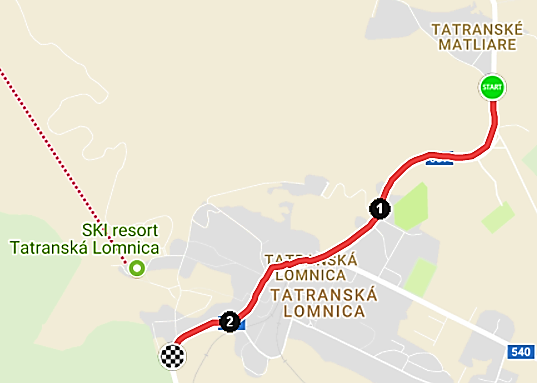 TATRANSKÉ
MATLIARE
START
1
SKI resort
Tatranská Lomnica
TATRANSKÁ
LOMNICA
TATRANSKÁ
LOMNICA
2
540